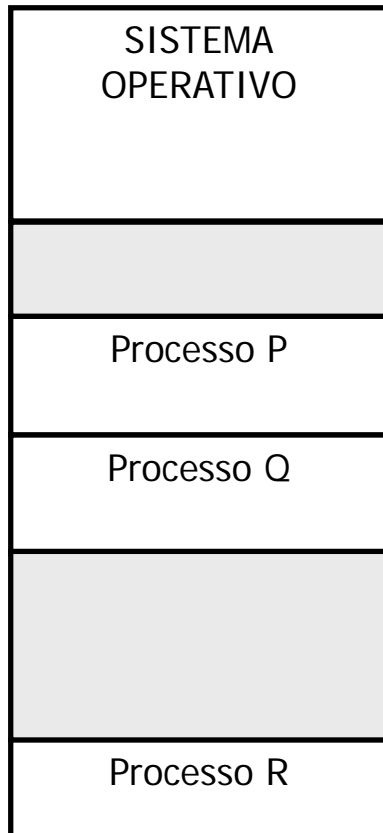 SISTEMA
OPERATIVO
Processo P
Processo Q
Processo R